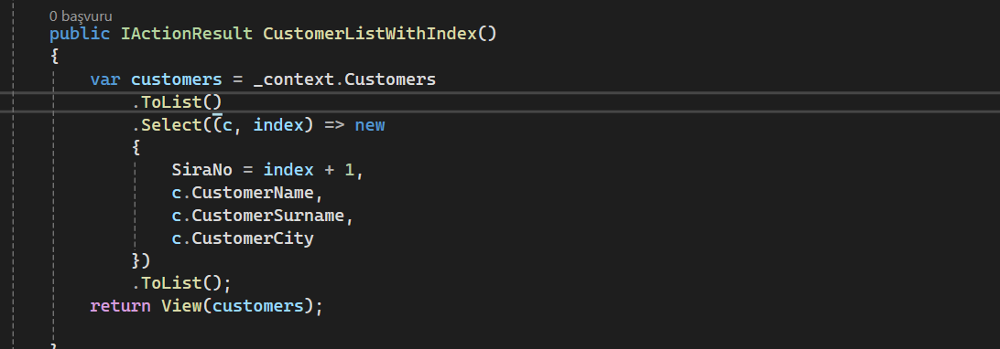 0 başvuru
public IActionResult CustomerListWithIndex()
{
var customers = _context.Customers
.ToList()
.Select((c, index) => new
{
SiraNo = index + 1,
c.CustomerName,
c.CustomerSurname,
c.CustomerCity
})
.ToList();
return View(customers);
}